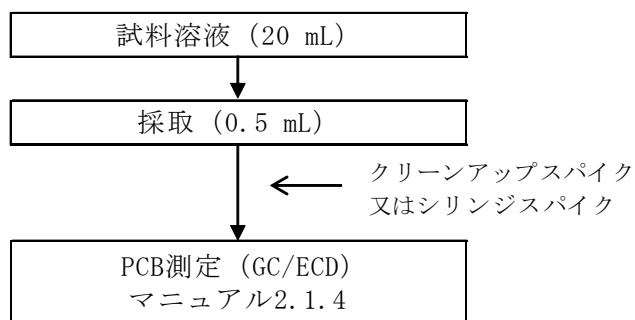 試料溶液 (20 mL)
採取 (0.5 mL)
クリーンアップスパイク
又はシリンジスパイク
PCB測定 (GC/ECD)
マニュアル2.1.4